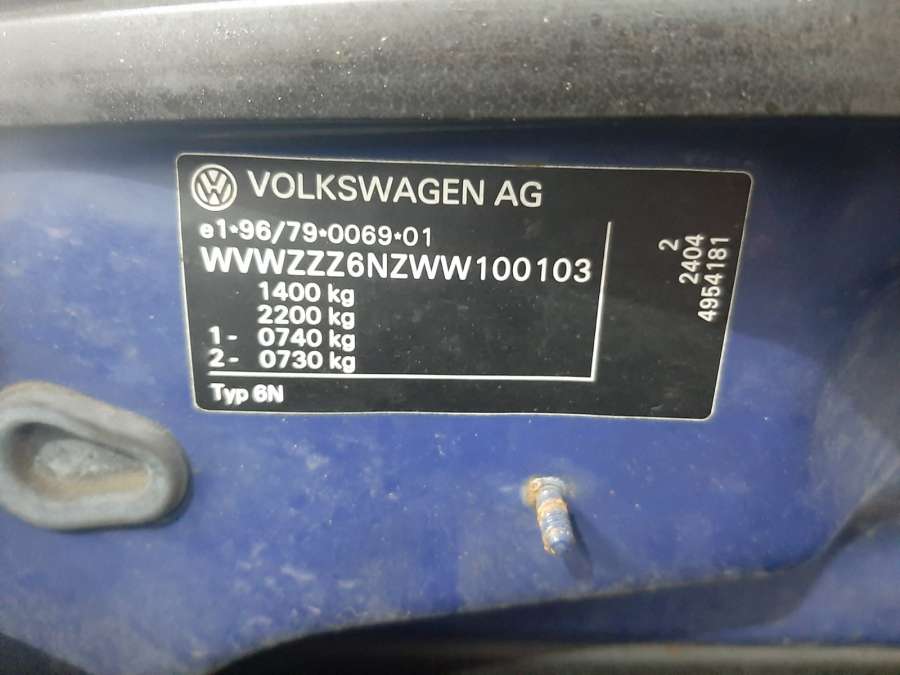 VOLKSWAGEN AG
e1*96/79*0069*01
WVWZZZ6NZWW100103
1400 kg
2200 kg
1- 0740 kg
2- 0730 kg
Typ 6N
2
2404
4954181